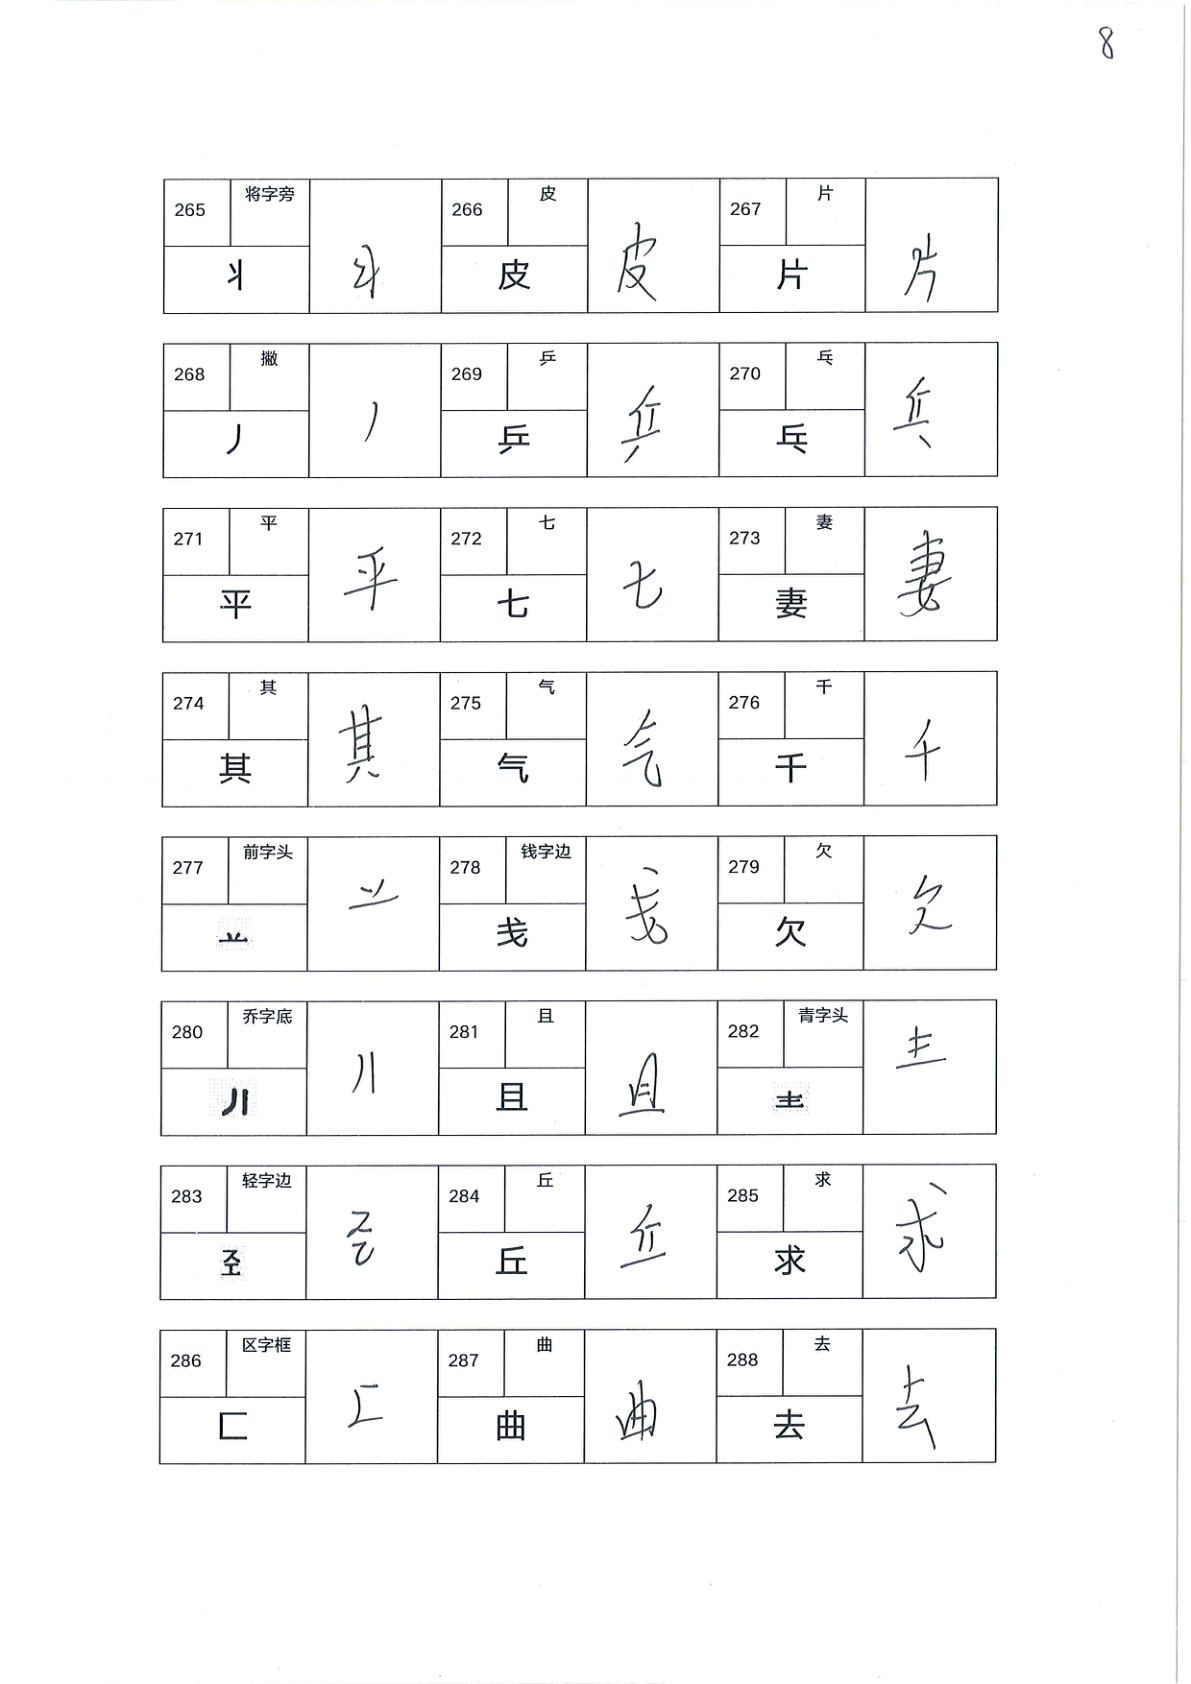 8
265 将字旁 丬 丬 266 皮 皮 皮 267 片 片 片
268 撇 丿 丿 269 乒 乒 乒 270 乓 乓 乓
271 平 平 平 272 七 七 七 273 妻 妻 妻
274 其 其 其 275 气 气 气 276 千 千 千
277 前字头 䒑 䒑 278 钱字边 戋 戋 279 欠 欠 欠
280 乔字底 丿丨 丿丨 281 且 且 且 282 青字头 龶 龶
283 轻字边 𢀖 𢀖 284 丘 丘 丘 285 求 求 求
286 区字框 匚 匚 287 曲 曲 曲 288 去 去 去